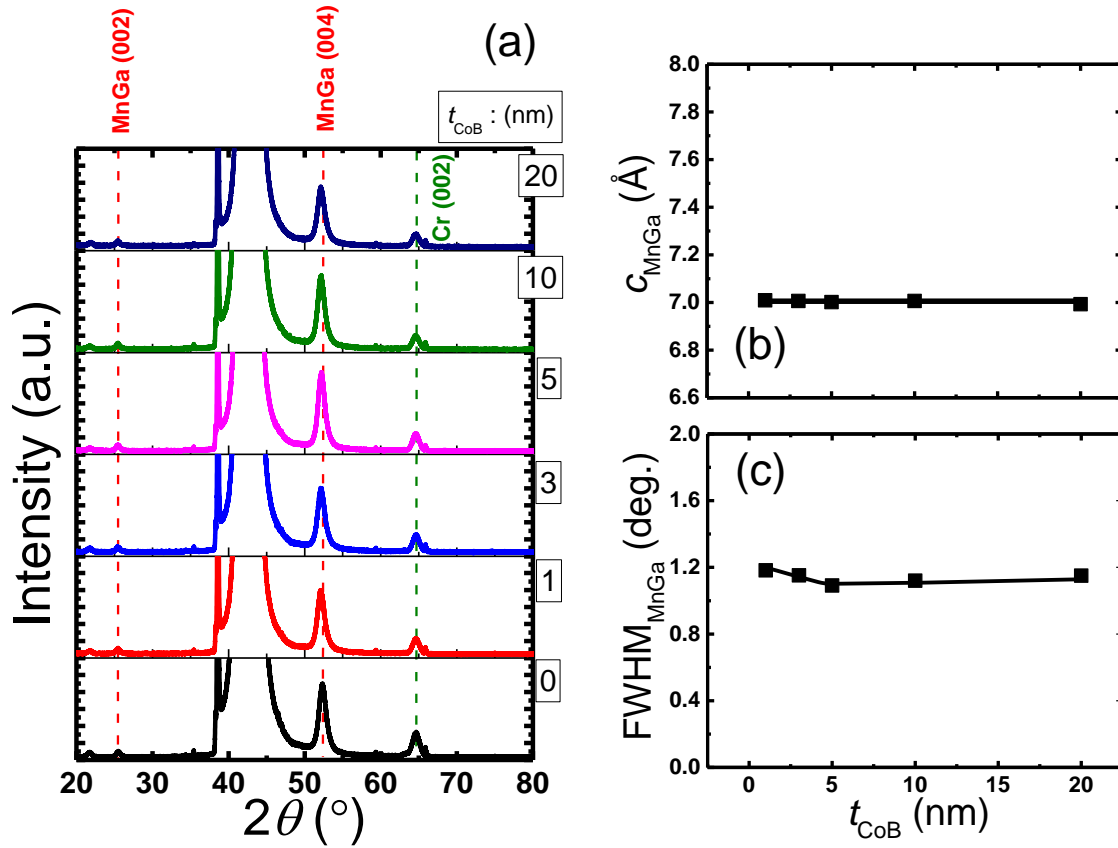 MnGa (002)
MnGa (004)
(a)
t_CoB : (nm)
Cr (002)
20
10
5
3
1
0
Intensity (a.u.)
20 30 40 50 60 70 80
2θ (°)
8.0
7.8
7.6
7.4
7.2
7.0
6.8
6.6
c_MnGa (Å)
(b)
2.0
1.6
1.2
0.8
0.4
0.0
FWHM_MnGa (deg.)
(c)
0 5 10 15 20
t_CoB (nm)